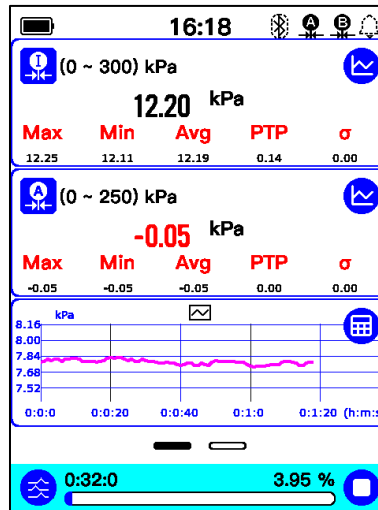 16:18 A B
I (0 ~ 300) kPa
12.20 kPa
Max Min Avg PTP σ
12.25 12.11 12.19 0.14 0.00
A (0 ~ 250) kPa
-0.05 kPa
Max Min Avg PTP σ
-0.05 -0.05 -0.05 0.00 0.00
kPa
8.16
8.00
7.84
7.68
7.52
0:0:0 0:0:20 0:0:40 0:1:0 0:1:20 (h:m:s
0:32:0 3.95 %